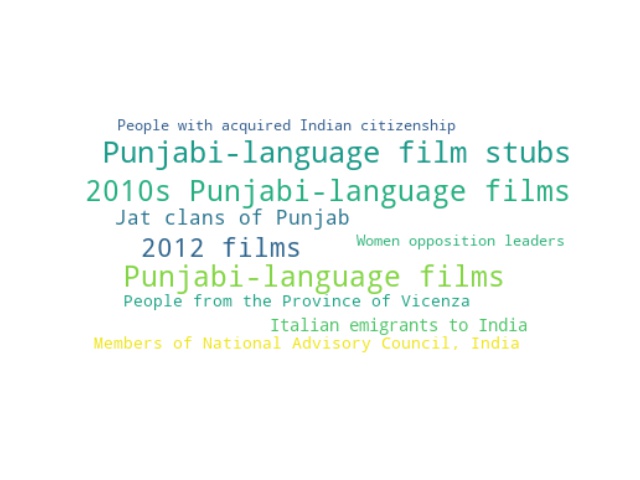 People with acquired Indian citizenship
Punjabi-language film stubs
2010s Punjabi-language films
Jat clans of Punjab
2012 films
Women opposition leaders
Punjabi-language films
People from the Province of Vicenza
Italian emigrants to India
Members of National Advisory Council, India